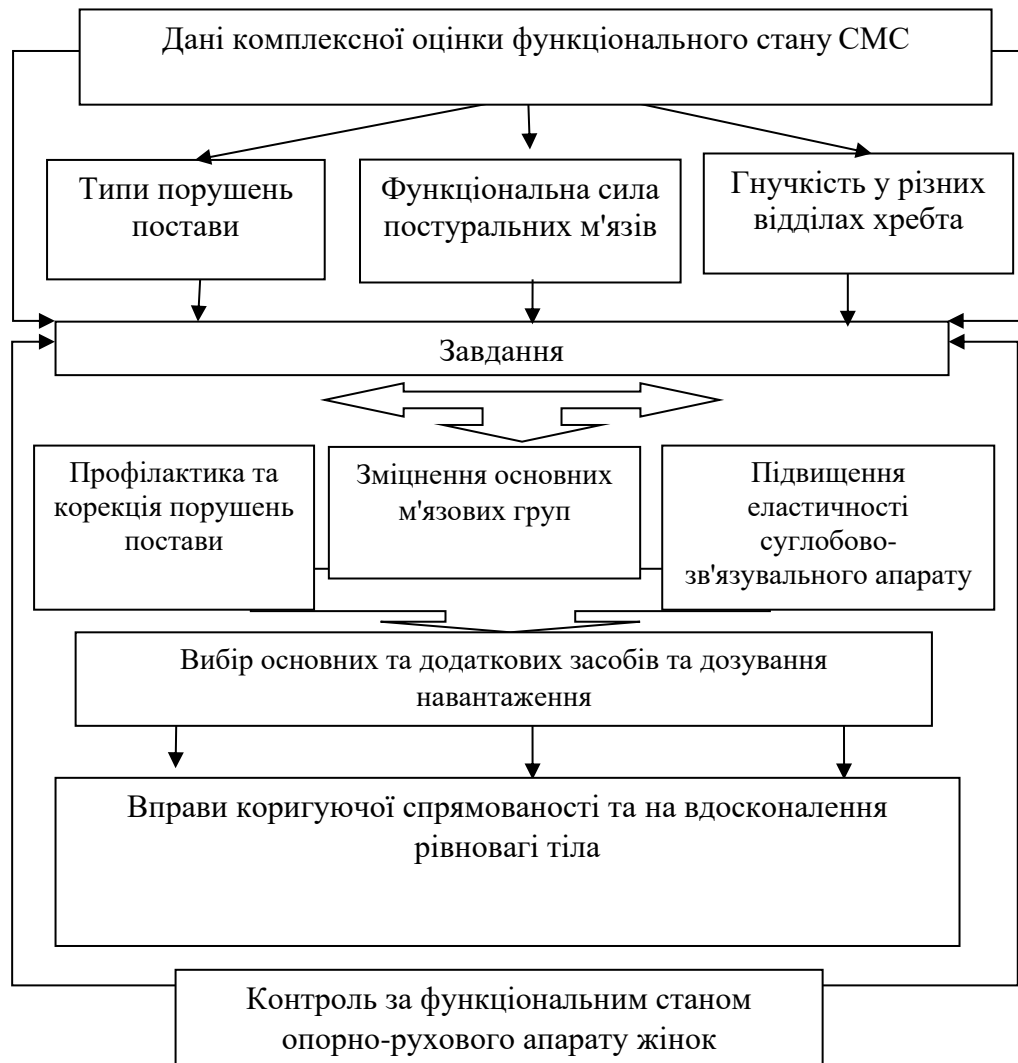 Дані комплексної оцінки функціонального стану СМС
Типи порушень
постави
Функціональна сила
постуральних м'язів
Гнучкість у різних
відділах хребта
Завдання
Профілактика та
корекція порушень
постави
Зміцнення основних
м'язових груп
Підвищення
еластичності
суглобово-
зв'язувального апарату
Вибір основних та додаткових засобів та дозування
навантаження
Вправи коригуючої спрямованості та на вдосконалення
рівновагі тіла
Контроль за функціональним станом
опорно-рухового апарату жінок